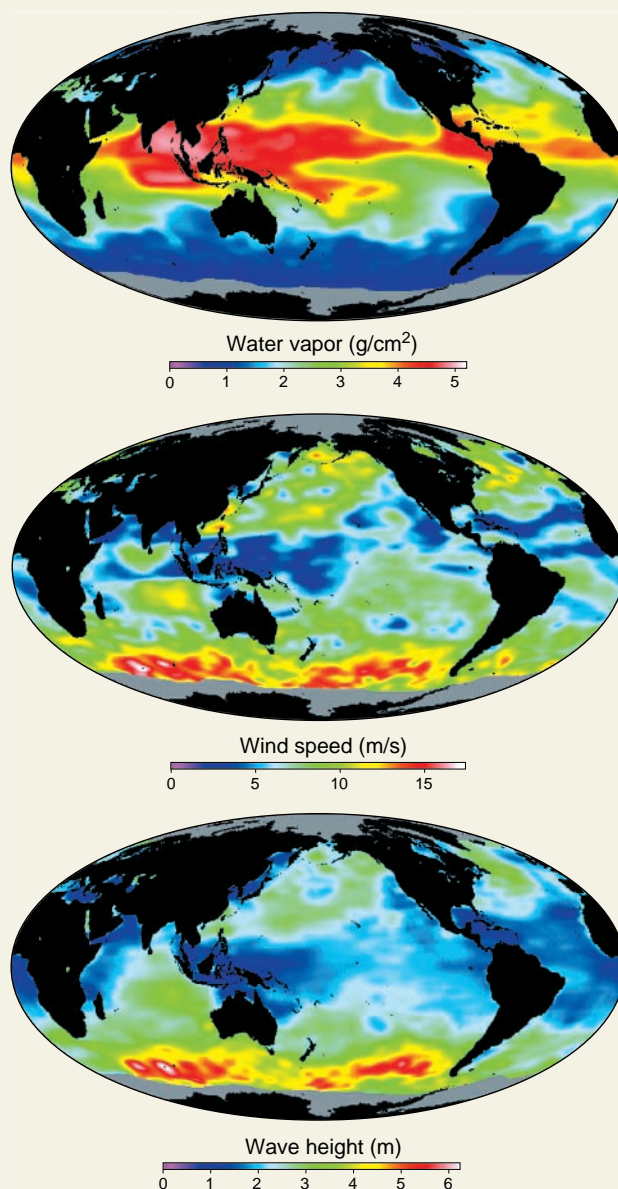 Water vapor (g/cm²)
0 1 2 3 4 5
Wind speed (m/s)
0 5 10 15
Wave height (m)
0 1 2 3 4 5 6